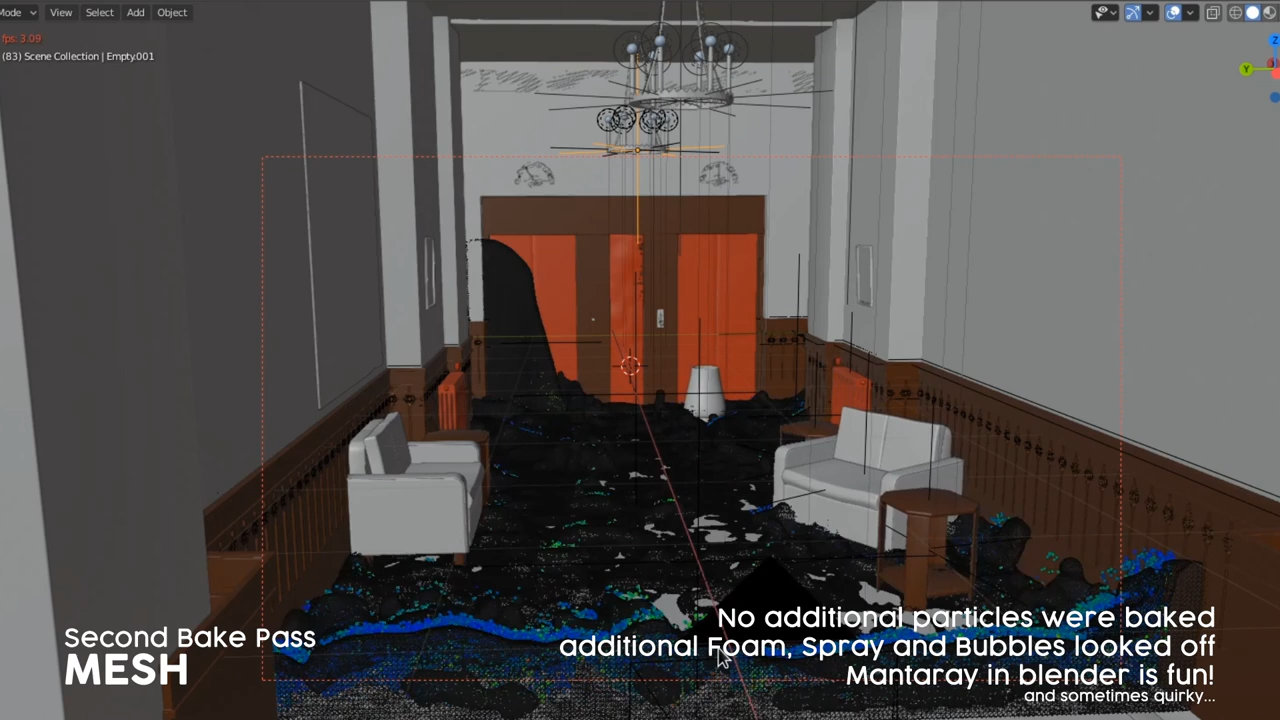 Mode
View
Select
Add
Object
fps: 3.09
(83) Scene Collection | Empty.001
Z
Y
Second Bake Pass
MESH
No additional particles were baked
additional Foam, Spray and Bubbles looked off
Mantaray in blender is fun!
and sometimes quirky...